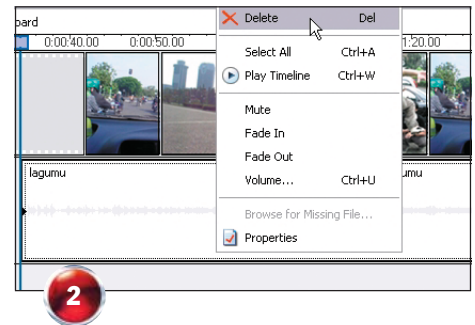 oard
Delete Del
0:00:40.00 0:00:50.00 1:20.00
Select All Ctrl+A
Play Timeline Ctrl+W
Mute
Fade In
Fade Out
lagumu umu
Volume... Ctrl+U
Browse for Missing File...
Properties
2